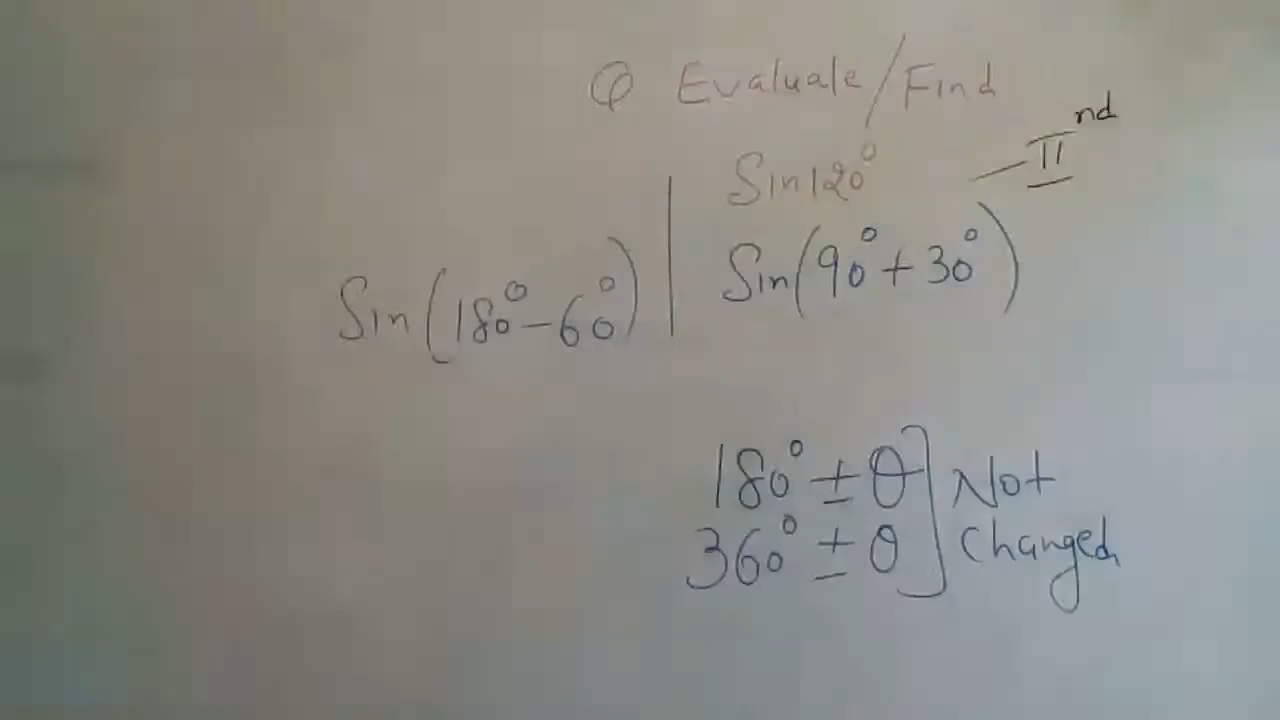 Q Evaluate/Find
Sin120° — IInd
Sin(180°-60°) | Sin(90°+30°)
180° ± θ] Not
360° ± θ] Changed